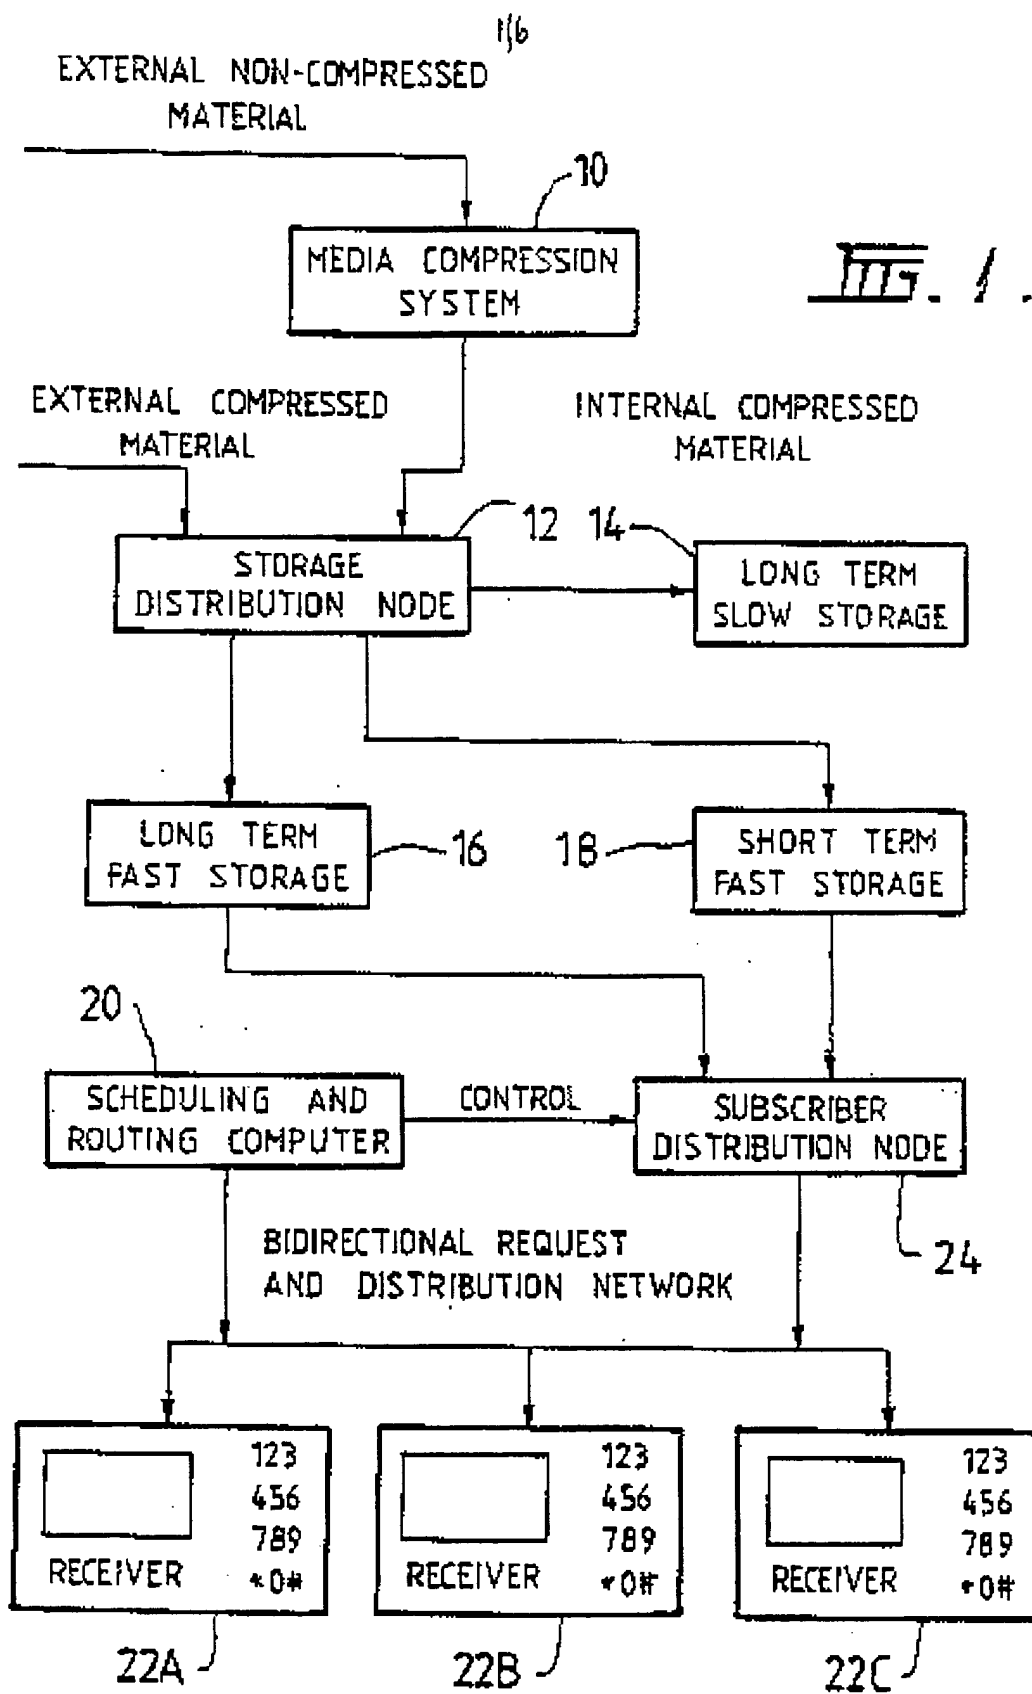 1/6
EXTERNAL NON-COMPRESSED
MATERIAL
10
MEDIA COMPRESSION
SYSTEM
FIG. 1.
EXTERNAL COMPRESSED
MATERIAL
INTERNAL COMPRESSED
MATERIAL
12
14
STORAGE
DISTRIBUTION NODE
LONG TERM
SLOW STORAGE
LONG TERM
FAST STORAGE
16
18
SHORT TERM
FAST STORAGE
20
SCHEDULING AND
ROUTING COMPUTER
CONTROL
SUBSCRIBER
DISTRIBUTION NODE
24
BIDIRECTIONAL REQUEST
AND DISTRIBUTION NETWORK
123
456
789
RECEIVER *0#
123
456
789
RECEIVER *0#
123
456
789
RECEIVER *0#
22A
22B
22C